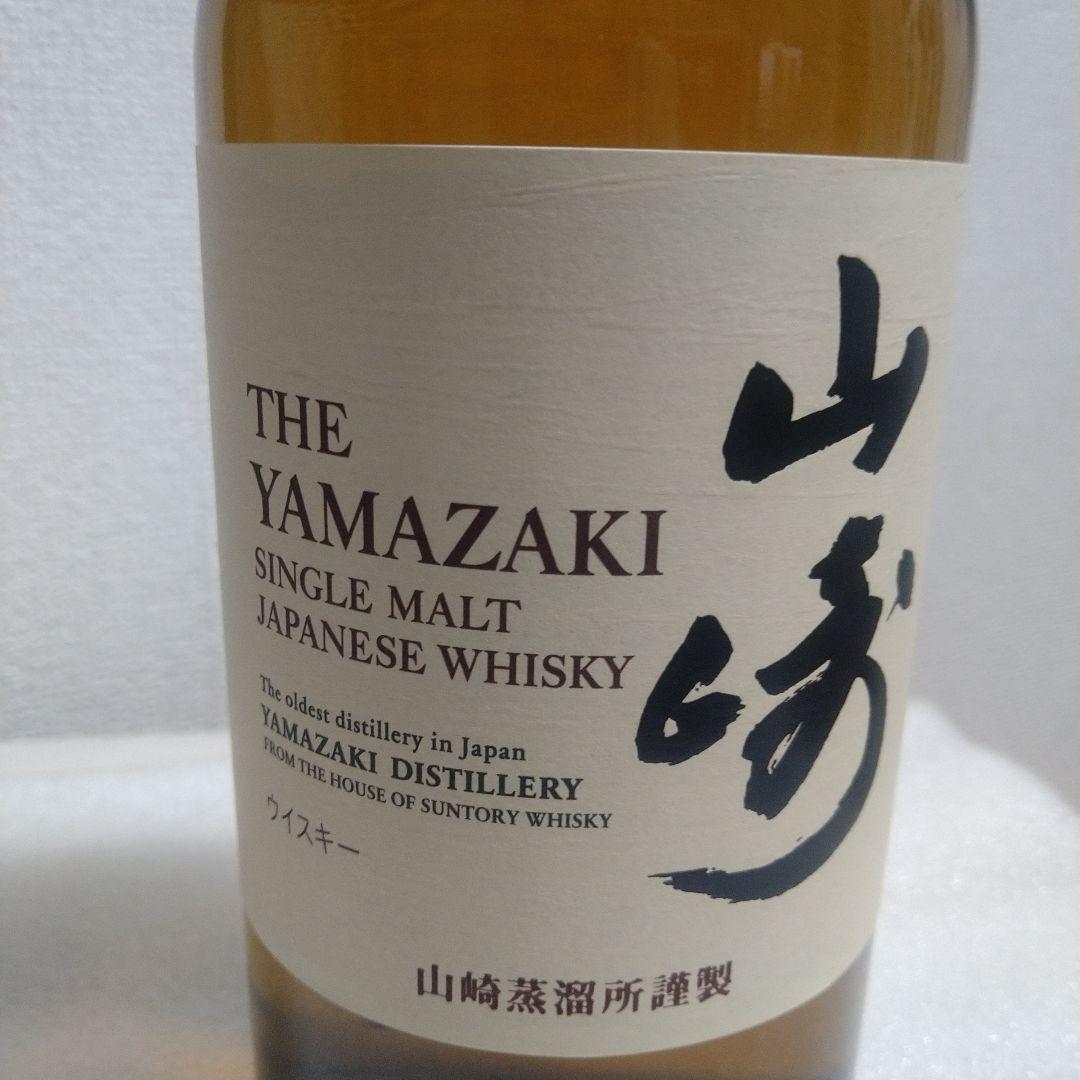 THE
YAMAZAKI
SINGLE MALT
JAPANESE WHISKY
The oldest distillery in Japan
YAMAZAKI DISTILLERY
FROM THE HOUSE OF SUNTORY WHISKY
ウイスキー
山崎
山崎蒸溜所謹製